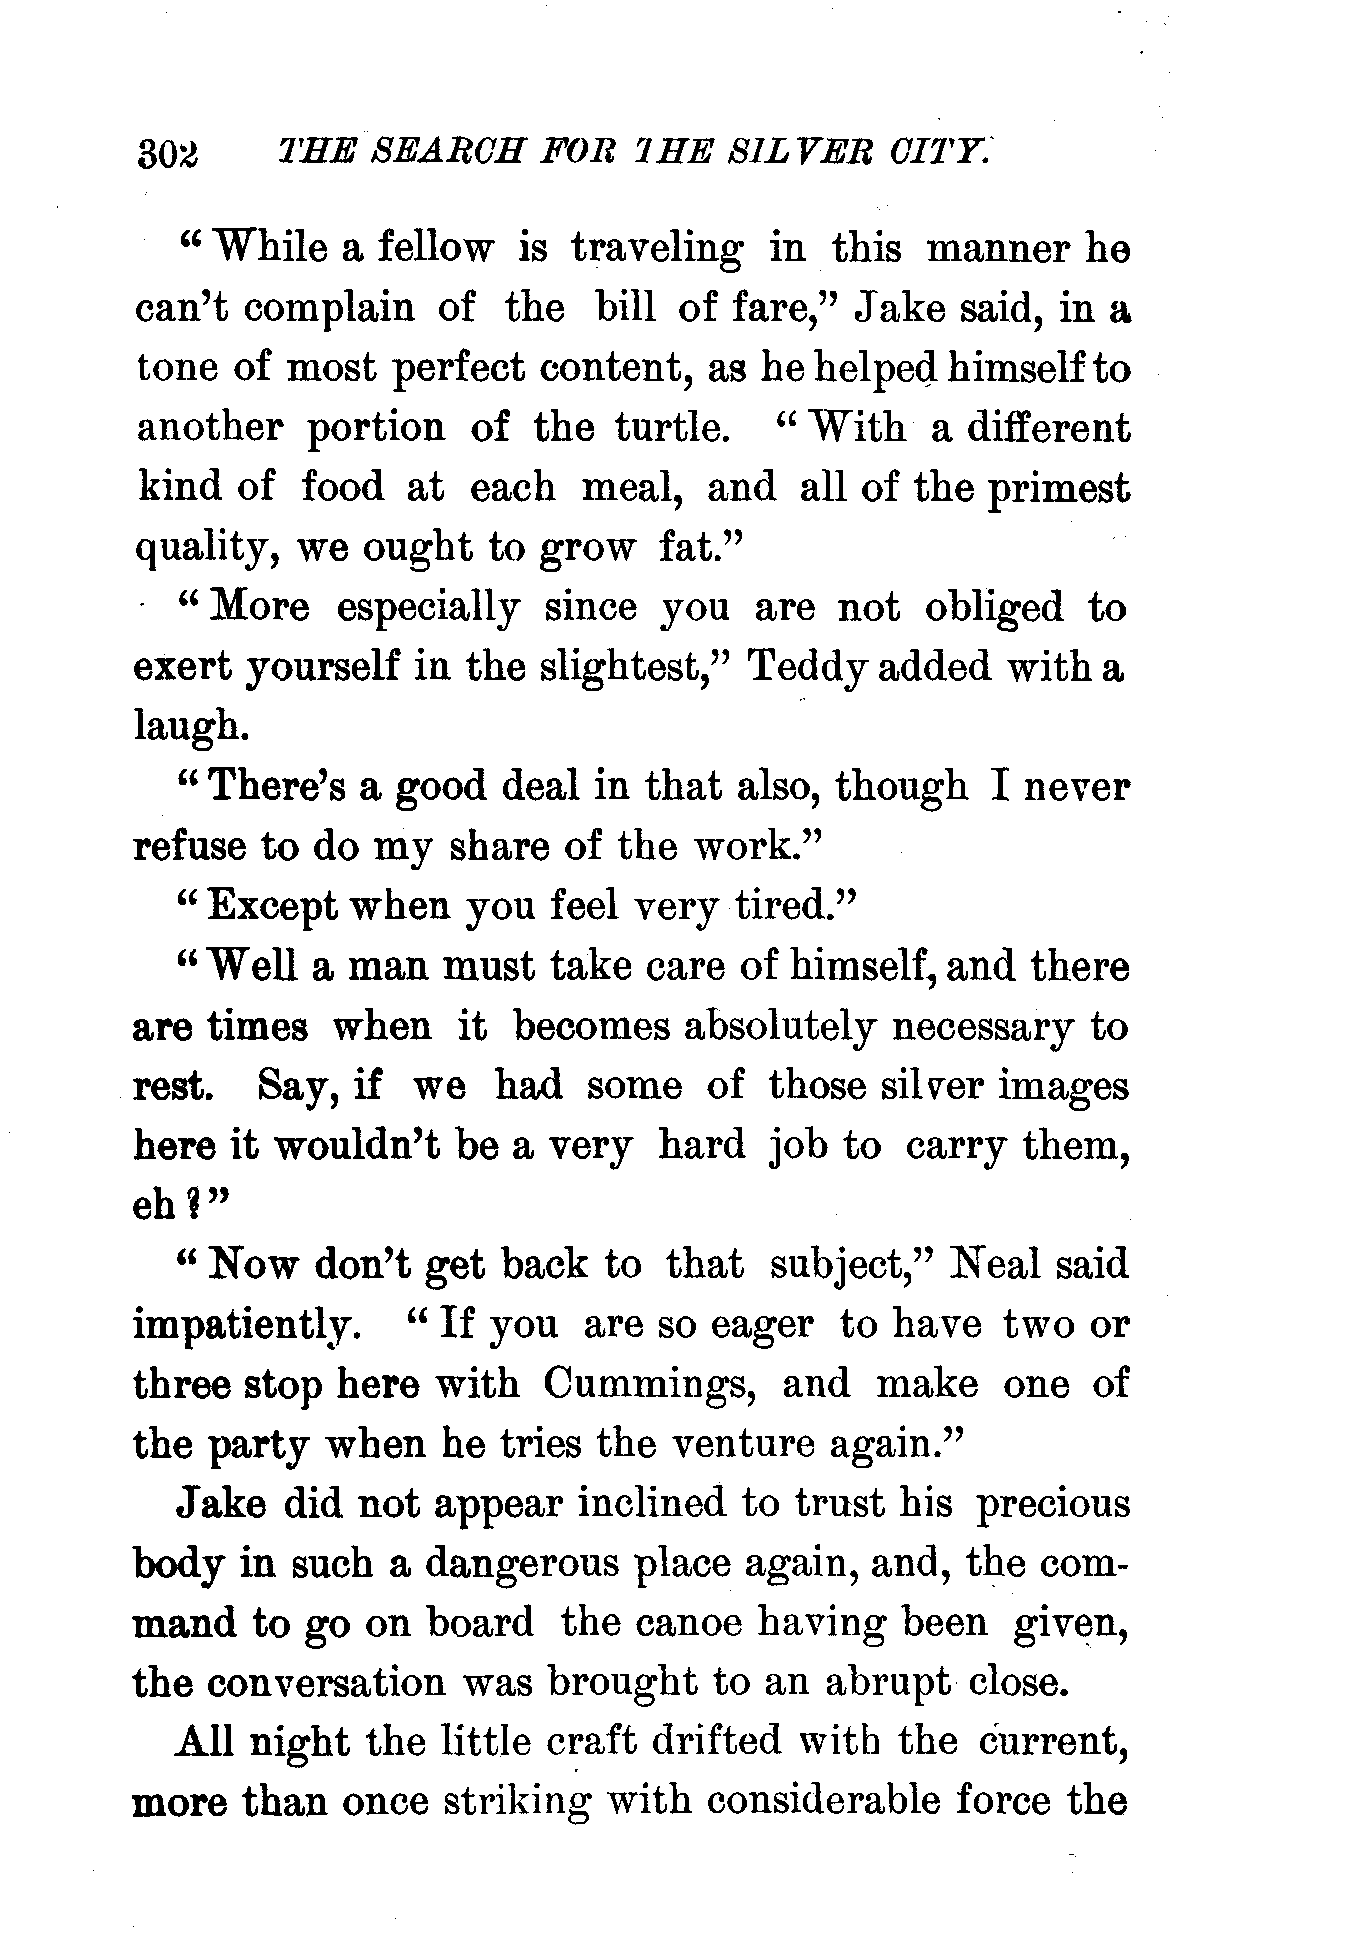 302 THE SEARCH FOR THE SILVER CITY.
“ While a fellow is traveling in this manner he
can’t complain of the bill of fare,” Jake said, in a
tone of most perfect content, as he helped himself to
another portion of the turtle. “ With a different
kind of food at each meal, and all of the primest
quality, we ought to grow fat.”
“ More especially since you are not obliged to
exert yourself in the slightest,” Teddy added with a
laugh.
“ There’s a good deal in that also, though I never
refuse to do my share of the work.”
“ Except when you feel very tired.”
“ Well a man must take care of himself, and there
are times when it becomes absolutely necessary to
rest. Say, if we had some of those silver images
here it wouldn’t be a very hard job to carry them,
eh ?”
“ Now don’t get back to that subject,” Neal said
impatiently. “ If you are so eager to have two or
three stop here with Cummings, and make one of
the party when he tries the venture again.”
Jake did not appear inclined to trust his precious
body in such a dangerous place again, and, the com-
mand to go on board the canoe having been given,
the conversation was brought to an abrupt close.
All night the little craft drifted with the current,
more than once striking with considerable force the